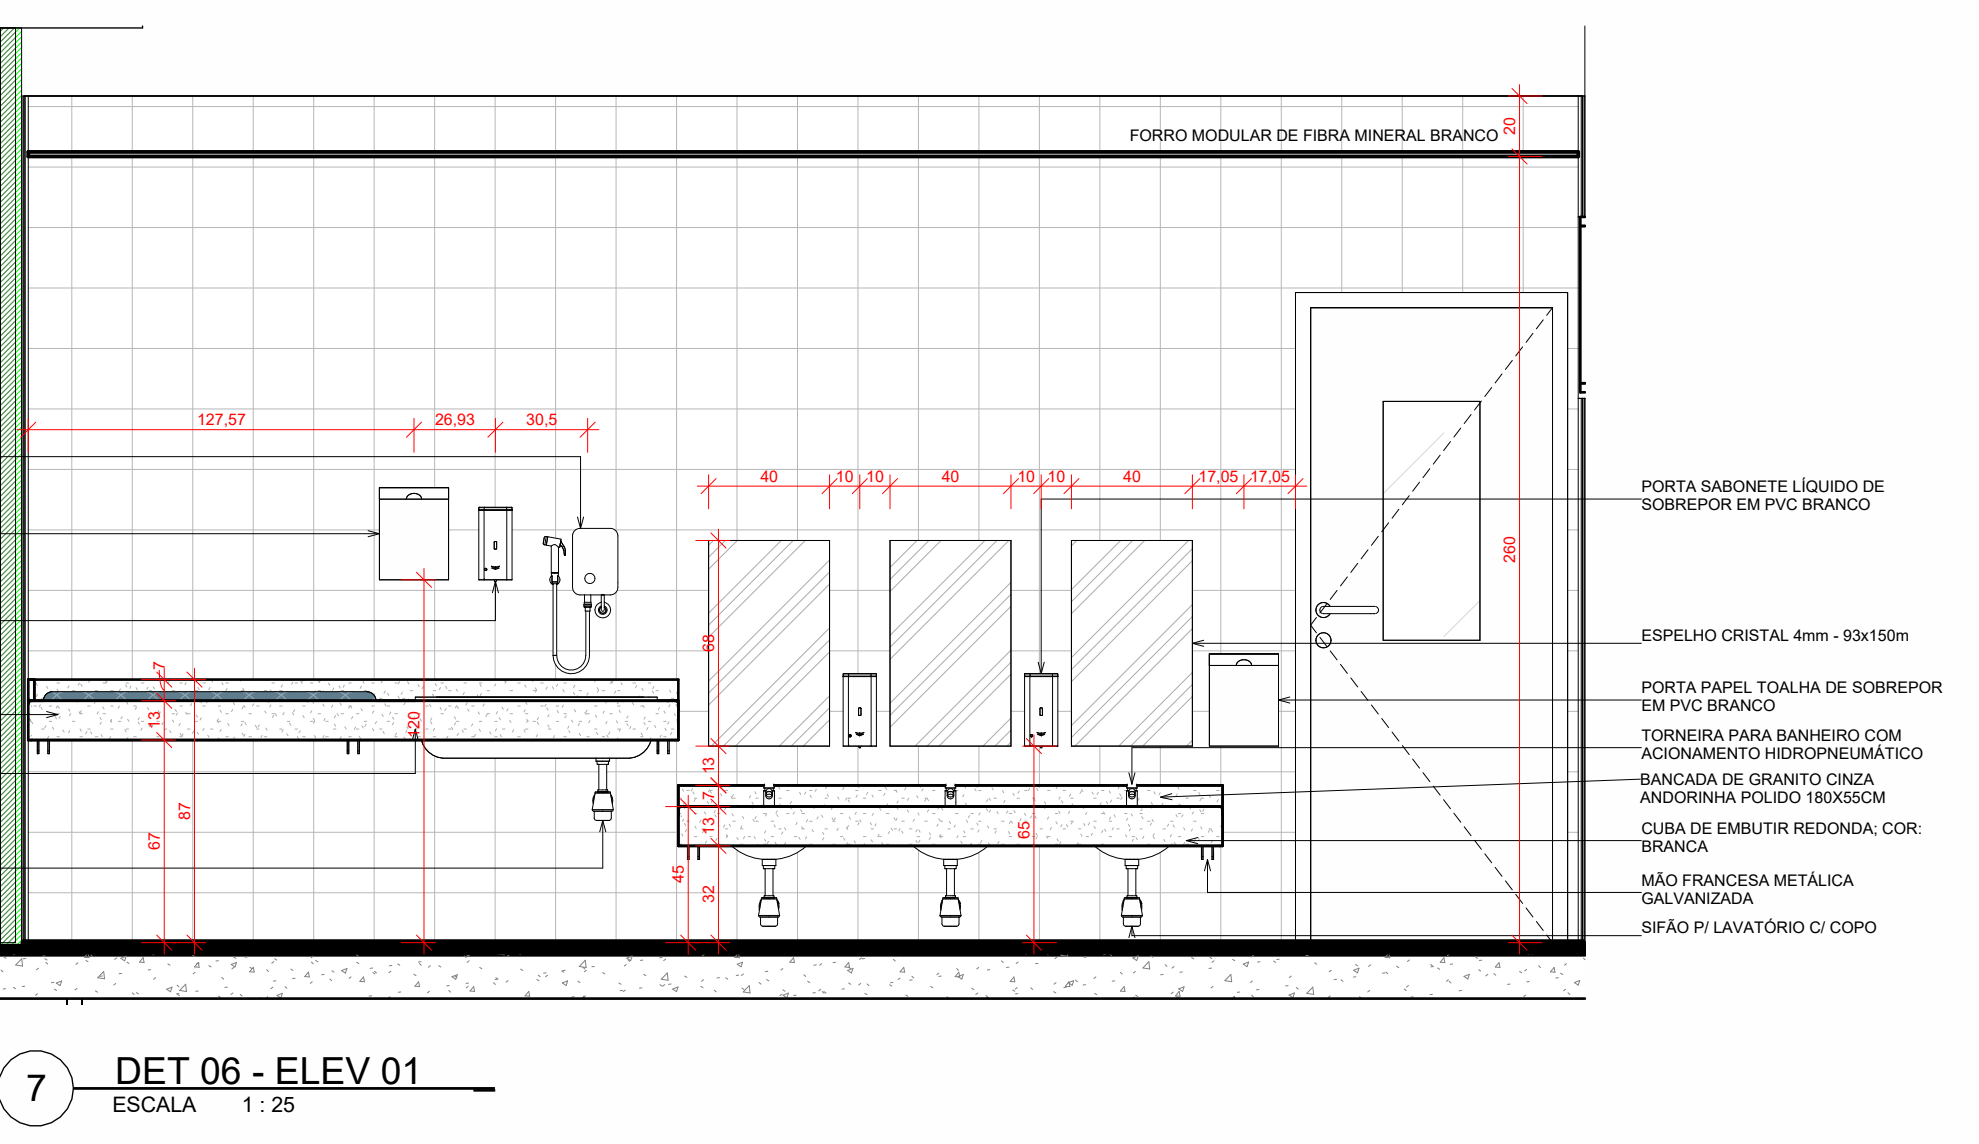 FORRO MODULAR DE FIBRA MINERAL BRANCO
20
127,57
26,93
30,5
40
10
10
40
10
10
40
17,05
17,05
PORTA SABONETE LÍQUIDO DE
SOBREPOR EM PVC BRANCO
260
68
ESPELHO CRISTAL 4mm - 93x150m
7
PORTA PAPEL TOALHA DE SOBREPOR
EM PVC BRANCO
13
120
TORNEIRA PARA BANHEIRO COM
ACIONAMENTO HIDROPNEUMÁTICO
13
BANCADA DE GRANITO CINZA
ANDORINHA POLIDO 180X55CM
7
87
67
13
65
CUBA DE EMBUTIR REDONDA; COR:
BRANCA
45
32
MÃO FRANCESA METÁLICA
GALVANIZADA
SIFÃO P/ LAVATÓRIO C/ COPO
7
DET 06 - ELEV 01
ESCALA 1 : 25